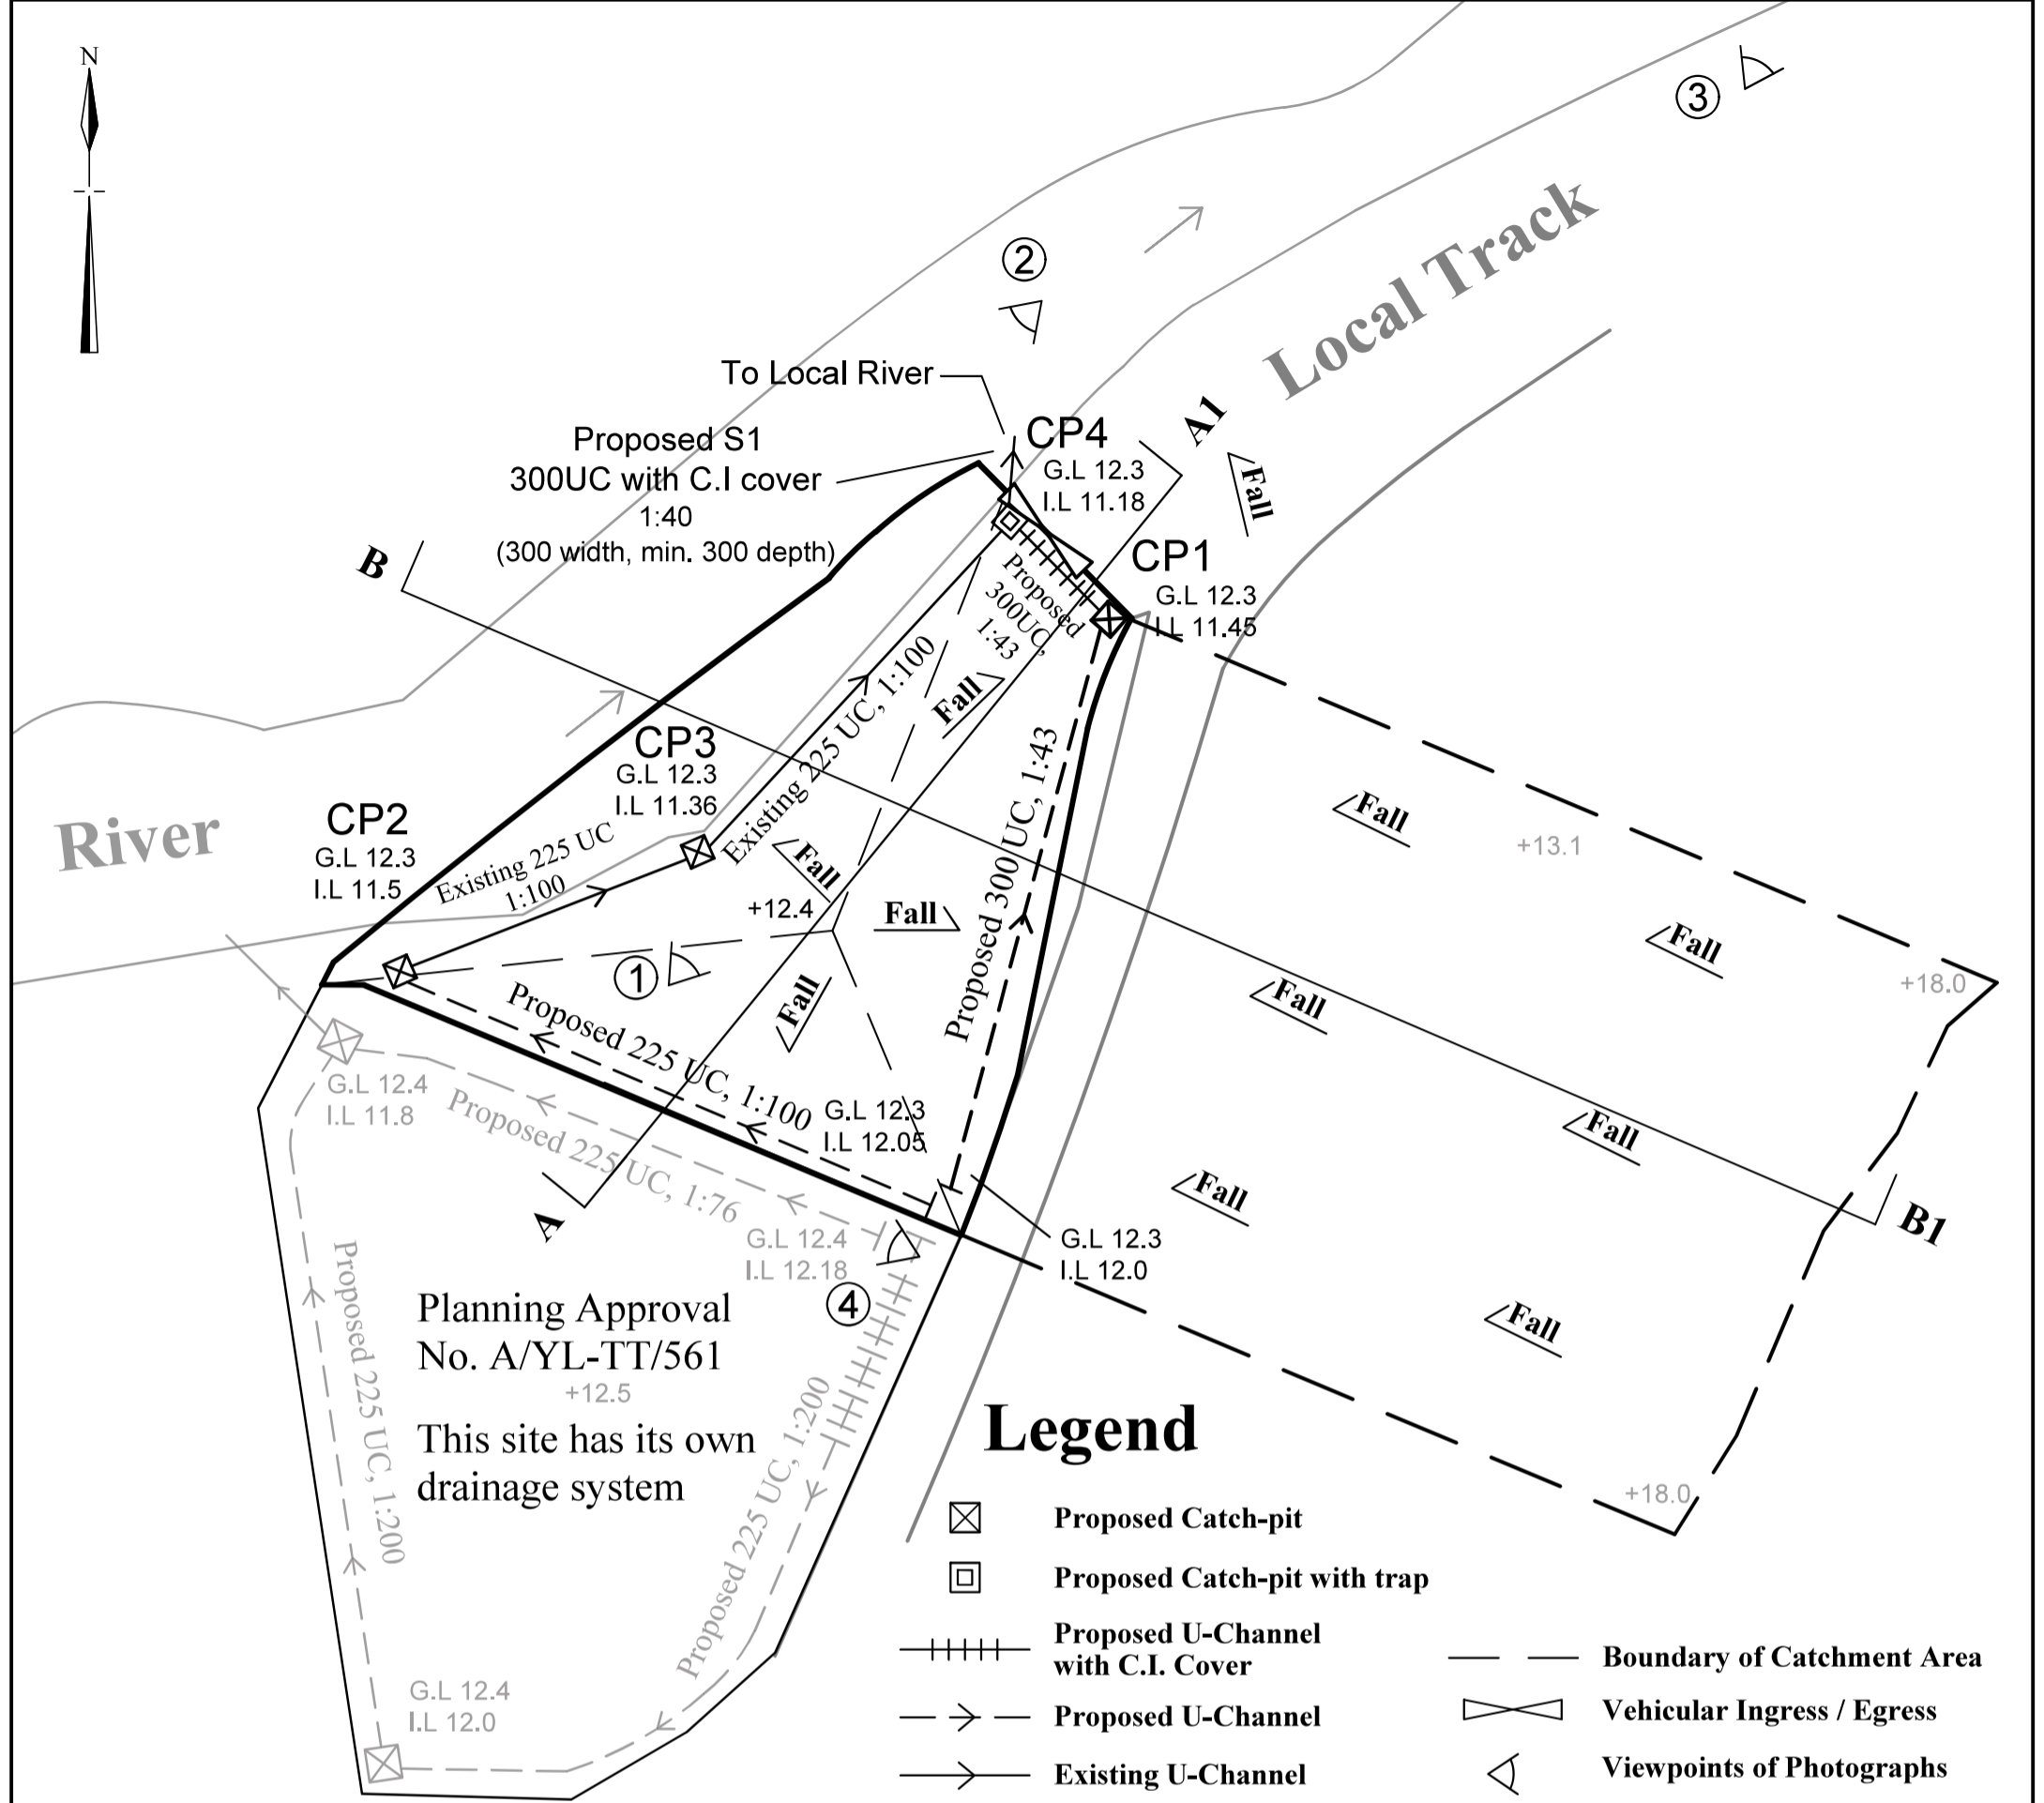 N
3
2
Local Track
To Local River
A1
Proposed S1
300UC with C.I cover
1:40
(300 width, min. 300 depth)
CP4
G.L 12.3
I.L 11.18
Fall
B
CP1
G.L 12.3
I.L 11.45
Proposed
300UC,
1:43
Fall
Existing 225 UC, 1:100
CP3
G.L 12.3
I.L 11.36
River
CP2
G.L 12.3
I.L 11.5
Existing 225 UC
1:100
Fall
+12.4
Fall
Proposed 300 UC, 1:43
Fall
+13.1
Fall
+18.0
Fall
1
Fall
Proposed 225 UC, 1:100
G.L 12.3
I.L 12.05
G.L 12.4
I.L 11.8
Proposed 225 UC, 1:76
Fall
Fall
A
B1
G.L 12.4
I.L 12.18
G.L 12.3
I.L 12.0
4
Fall
Planning Approval
No. A/YL-TT/561
+12.5
This site has its own
drainage system
Proposed 225 UC, 1:200
Proposed 225 UC, 1:200
+18.0
G.L 12.4
I.L 12.0
Legend
Proposed Catch-pit
Proposed Catch-pit with trap
Proposed U-Channel
with C.I. Cover
Proposed U-Channel
Existing U-Channel
Boundary of Catchment Area
Vehicular Ingress / Egress
Viewpoints of Photographs